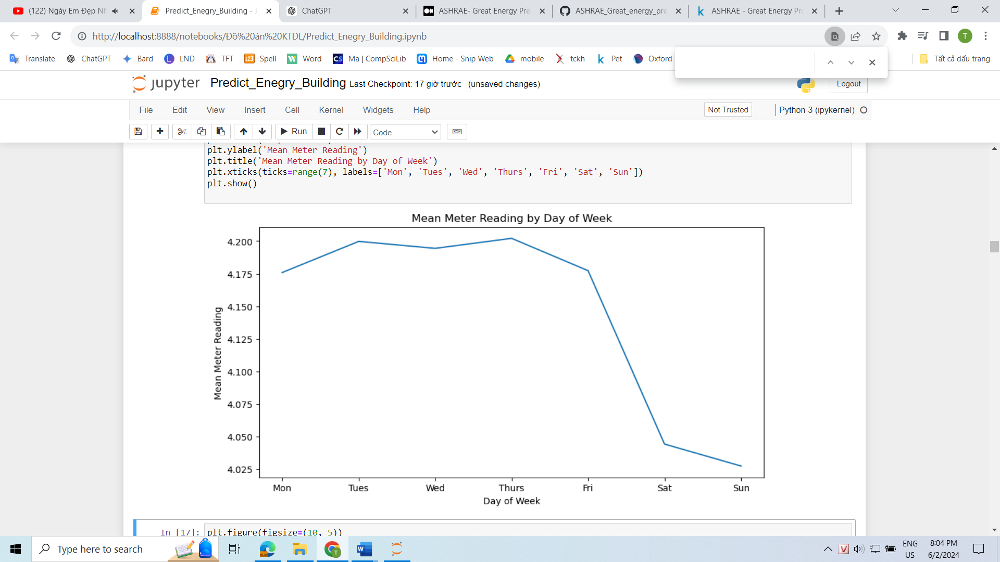 (122) Ngày Em Đẹp Nh
Predict_Enegry_Building - J
ChatGPT
ASHRAE- Great Energy Pre
ASHRAE_Great_energy_pre
ASHRAE - Great Energy Pr
http://localhost:8888/notebooks/Đồ%20án%20KTDL/Predict_Enegry_Building.ipynb
T
Translate
ChatGPT
Bard
L LND
TFT
123 Spell
Word
CS Ma | CompSciLib
Home - Snip Web
mobile
tckh
k Pet
Oxford
Tất cả dấu trang
jupyter Predict_Enegry_Building Last Checkpoint: 17 giờ trước (unsaved changes)
Logout
File Edit View Insert Cell Kernel Widgets Help
Not Trusted
Python 3 (ipykernel)
Run
Code
plt.ylabel('Mean Meter Reading')
plt.title('Mean Meter Reading by Day of Week')
plt.xticks(ticks=range(7), labels=['Mon', 'Tues', 'Wed', 'Thurs', 'Fri', 'Sat', 'Sun'])
plt.show()
Mean Meter Reading by Day of Week
4.200
4.175
4.150
4.125
4.100
4.075
4.050
4.025
Mean Meter Reading
Mon Tues Wed Thurs Fri Sat Sun
Day of Week
In [17]: plt.figure(figsize=(10, 5))
Type here to search
ENG
US
8:04 PM
6/2/2024